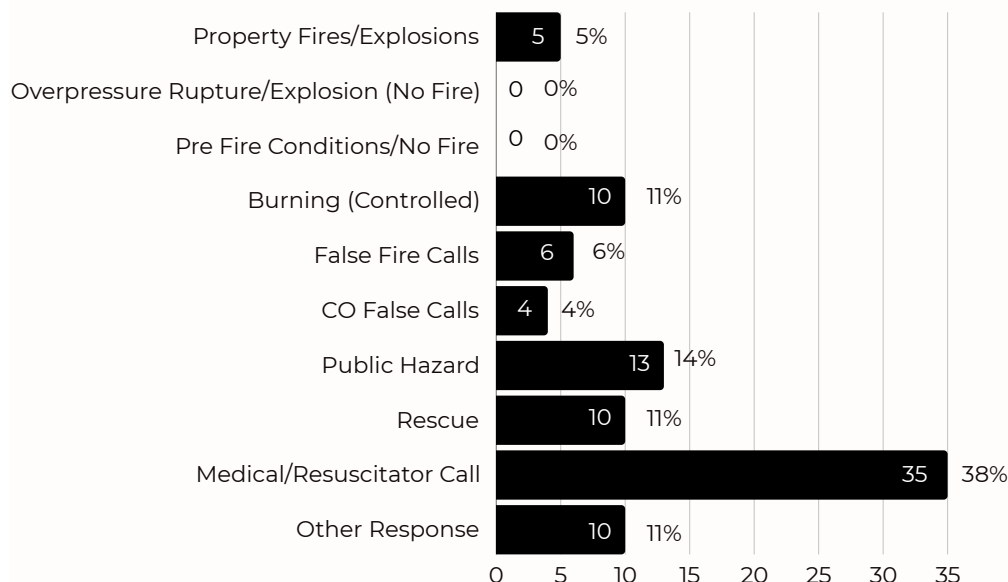 Property Fires/Explosions 5 5%
Overpressure Rupture/Explosion (No Fire) 0 0%
Pre Fire Conditions/No Fire 0 0%
Burning (Controlled) 10 11%
False Fire Calls 6 6%
CO False Calls 4 4%
Public Hazard 13 14%
Rescue 10 11%
Medical/Resuscitator Call 35 38%
Other Response 10 11%
0 5 10 15 20 25 30 35